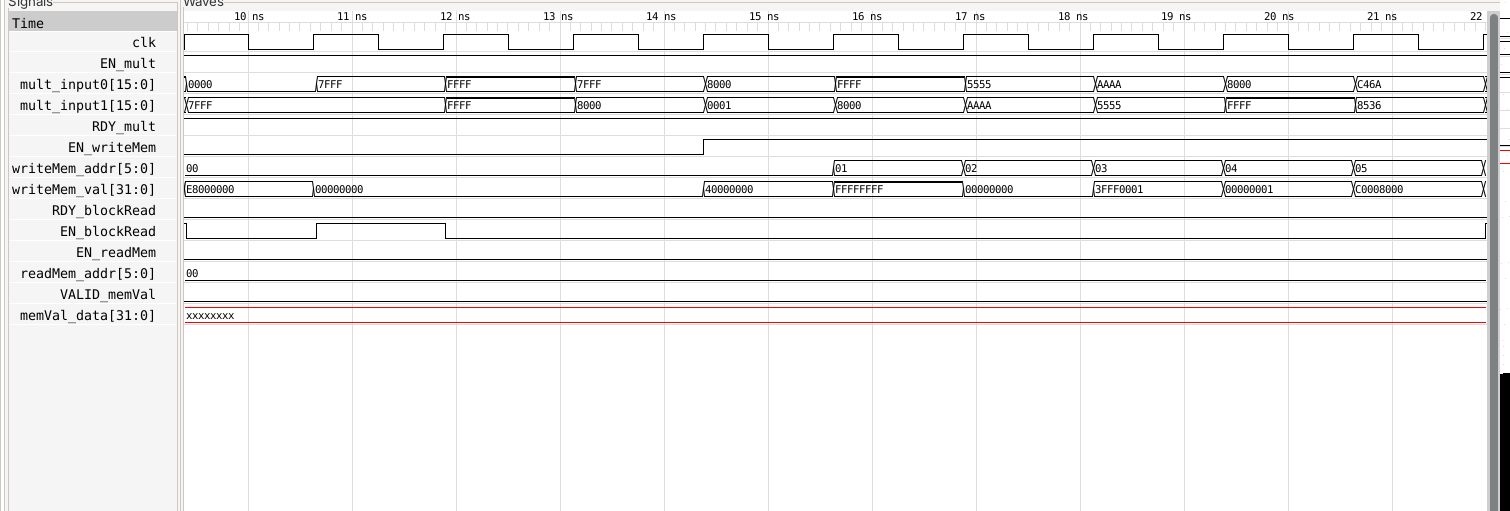 Signals
Waves
Time
10 ns 11 ns 12 ns 13 ns 14 ns 15 ns 16 ns 17 ns 18 ns 19 ns 20 ns 21 ns 22
clk
EN_mult
mult_input0[15:0] 0000 7FFF FFFF 7FFF 8000 FFFF 5555 AAAA 8000 C46A
mult_input1[15:0] 7FFF FFFF 8000 0001 8000 AAAA 5555 FFFF 8536
RDY_mult
EN_writeMem
writeMem_addr[5:0] 00 01 02 03 04 05
writeMem_val[31:0] E8000000 00000000 40000000 FFFFFFFF 00000000 3FFF0001 00000001 C0008000
RDY_blockRead
EN_blockRead
EN_readMem
readMem_addr[5:0] 00
VALID_memVal
memVal_data[31:0] xxxxxxxx